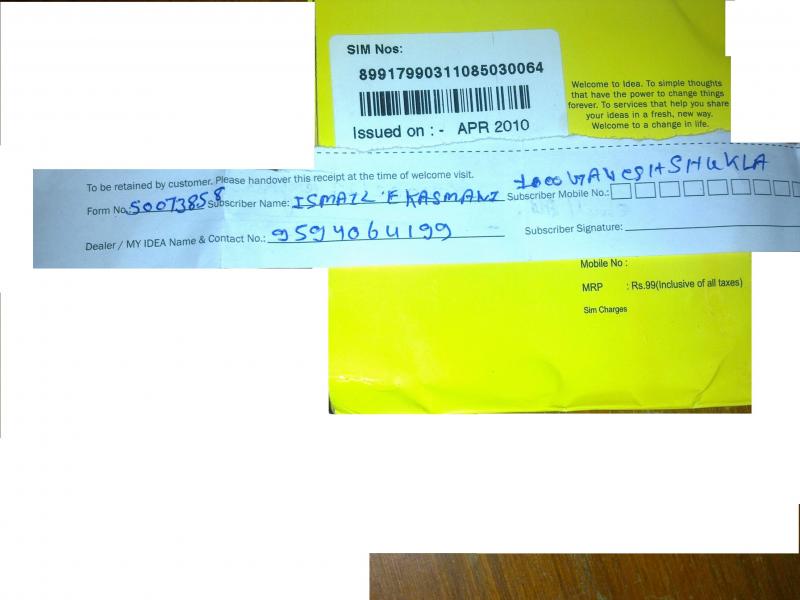 SIM Nos:
89917990311085030064
Issued on : - APR 2010
Welcome to Idea. To simple thoughts
that have the power to change things
forever. To services that help you share
your ideas in a fresh, new way.
Welcome to a change in life.
To be retained by customer. Please handover this receipt at the time of welcome visit.
SHUKLA
Form No. 50073858 Subscriber Name: ISMAIL F KASMANI Subscriber Mobile No.:
Dealer / MY IDEA Name & Contact No.: 9594064199 Subscriber Signature:
Mobile No :
MRP : Rs.99(Inclusive of all taxes)
Sim Charges